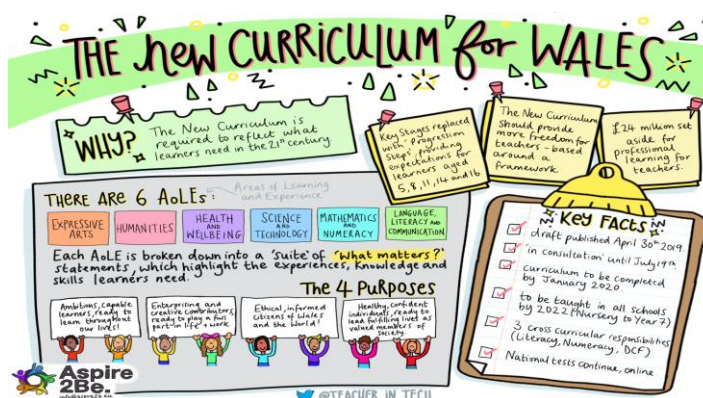 THE new CURRICULUM for WALES
WHY?
The New Curriculum is
required to reflect what
learners need in the 21st century
Key Stages replaced
with 'Progression
Steps', providing
expectations for
learners aged
5, 8, 11, 14 and 16
The New Curriculum
Should provide
more freedom for
teachers - based
around a
framework.
£24 million set
aside for
professional
learning for
teachers.
THERE ARE 6 AoLEs:
Areas of Learning
and Experience
EXPRESSIVE
ARTS
HUMANITIES
HEALTH
AND
WELLBEING
SCIENCE
AND
TECHNOLOGY
MATHEMATICS
AND
NUMERACY
LANGUAGE,
LITERACY AND
COMMUNICATION
Each AoLE is broken down into a 'suite' of 'What matters?'
statements, which highlight the experiences, knowledge and
skills learners need.
The 4 PURPOSES
Ambitious, capable
learners, ready to
learn throughout
our lives!
Enterprising and
creative contributors,
ready to play a full
part in life + work
Ethical, informed
Citizens of Wales
and the World!
Healthy, confident
individuals, ready to
lead fulfilling lives as
valued members of
Society.
KEY FACTS
draft published April 30th 2019.
'in consultation' until July 19th
curriculum to be completed
by January 2020
to be taught in all schools
by 2022 (Nursery to Year 7)
3 cross curricular responsibilities
(Literacy, Numeracy, DCF)
National tests continue, online
Aspire
2Be.
@TEACHER IN TECH